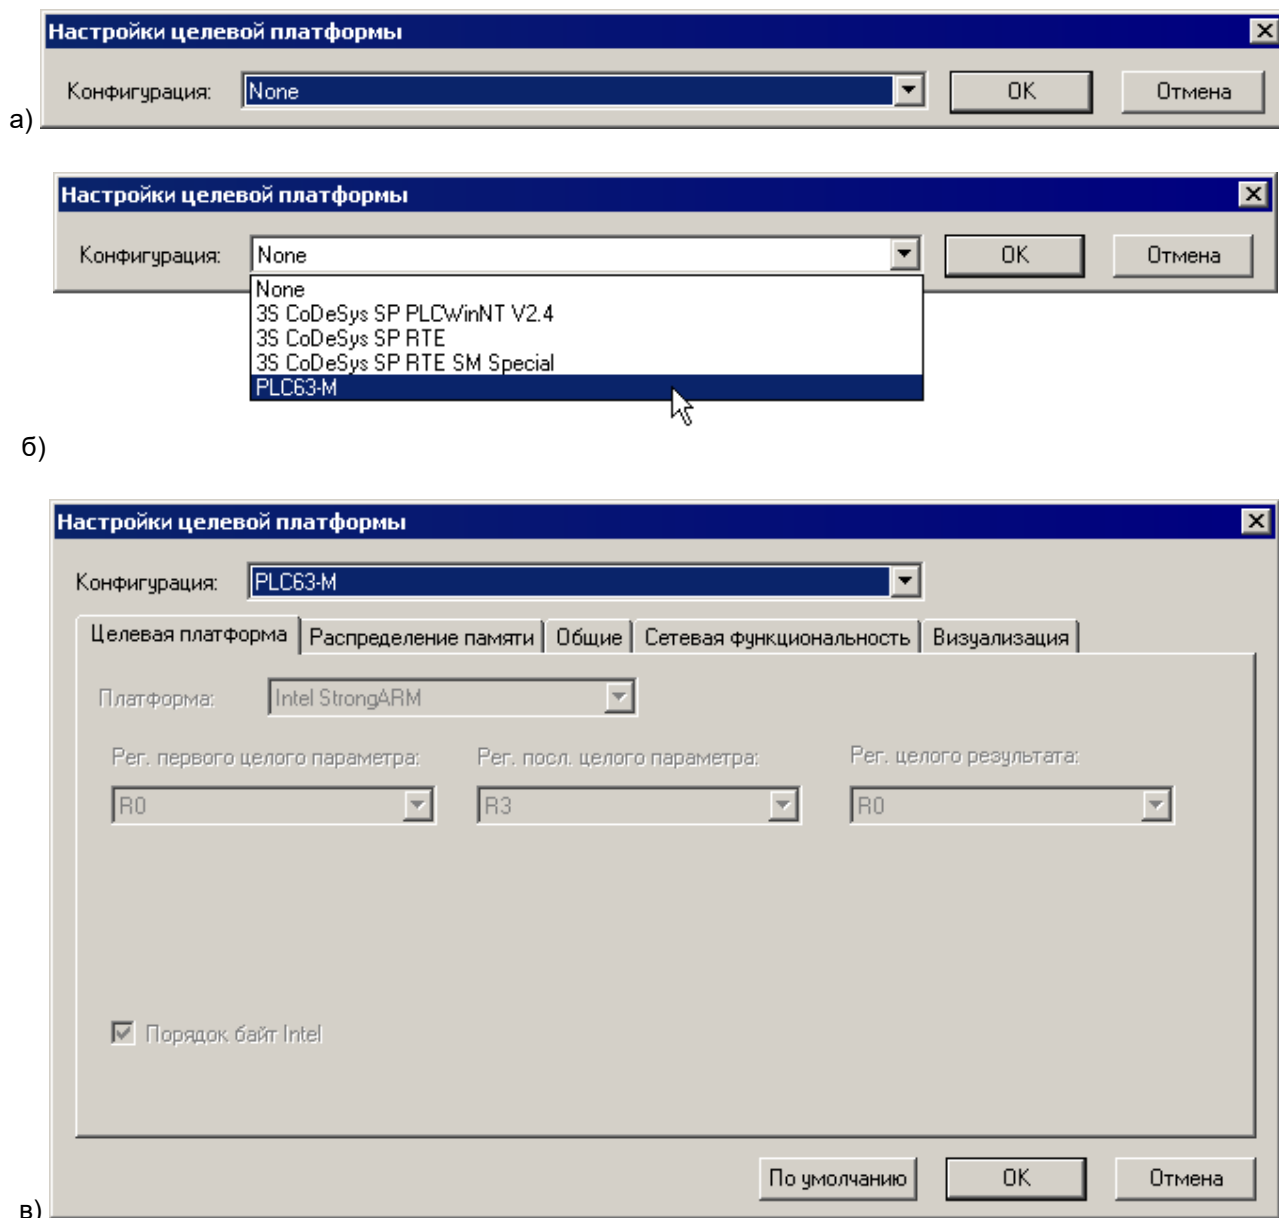 Настройки целевой платформы
Конфигурация: None OK Отмена
а)
Настройки целевой платформы
Конфигурация: None OK Отмена
None
3S CoDeSys SP PLCWinNT V2.4
3S CoDeSys SP RTE
3S CoDeSys SP RTE SM Special
PLC63-M
б)
Настройки целевой платформы
Конфигурация: PLC63-M
Целевая платформа Распределение памяти Общие Сетевая функциональность Визуализация
Платформа: Intel StrongARM
Рег. первого целого параметра: Рег. посл. целого параметра: Рег. целого результата:
R0 R3 R0
Порядок байт Intel
По умолчанию OK Отмена
в)